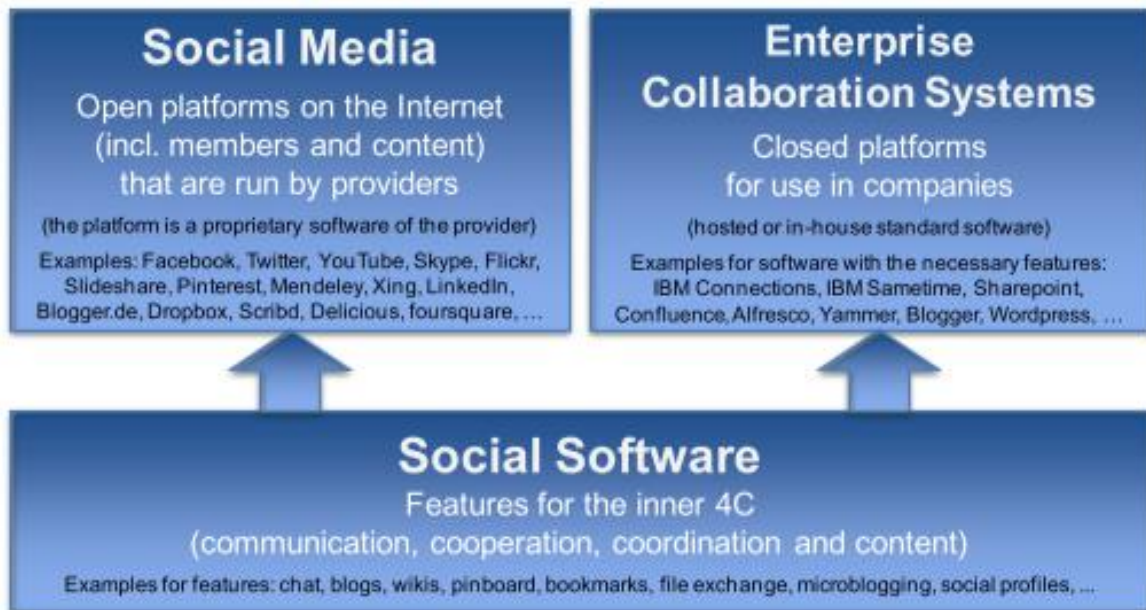 Social Media
Open platforms on the Internet
(incl. members and content)
that are run by providers
(the platform is a proprietary software of the provider)
Examples: Facebook, Twitter, YouTube, Skype, Flickr,
Slideshare, Pinterest, Mendeley, Xing, LinkedIn,
Blogger.de, Dropbox, Scribd, Delicious, foursquare, ...
Enterprise
Collaboration Systems
Closed platforms
for use in companies
(hosted or in-house standard software)
Examples for software with the necessary features:
IBM Connections, IBM Sametime, Sharepoint,
Confluence, Alfresco, Yammer, Blogger, Wordpress, ...
Social Software
Features for the inner 4C
(communication, cooperation, coordination and content)
Examples for features: chat, blogs, wikis, pinboard, bookmarks, file exchange, microblogging, social profiles, ...